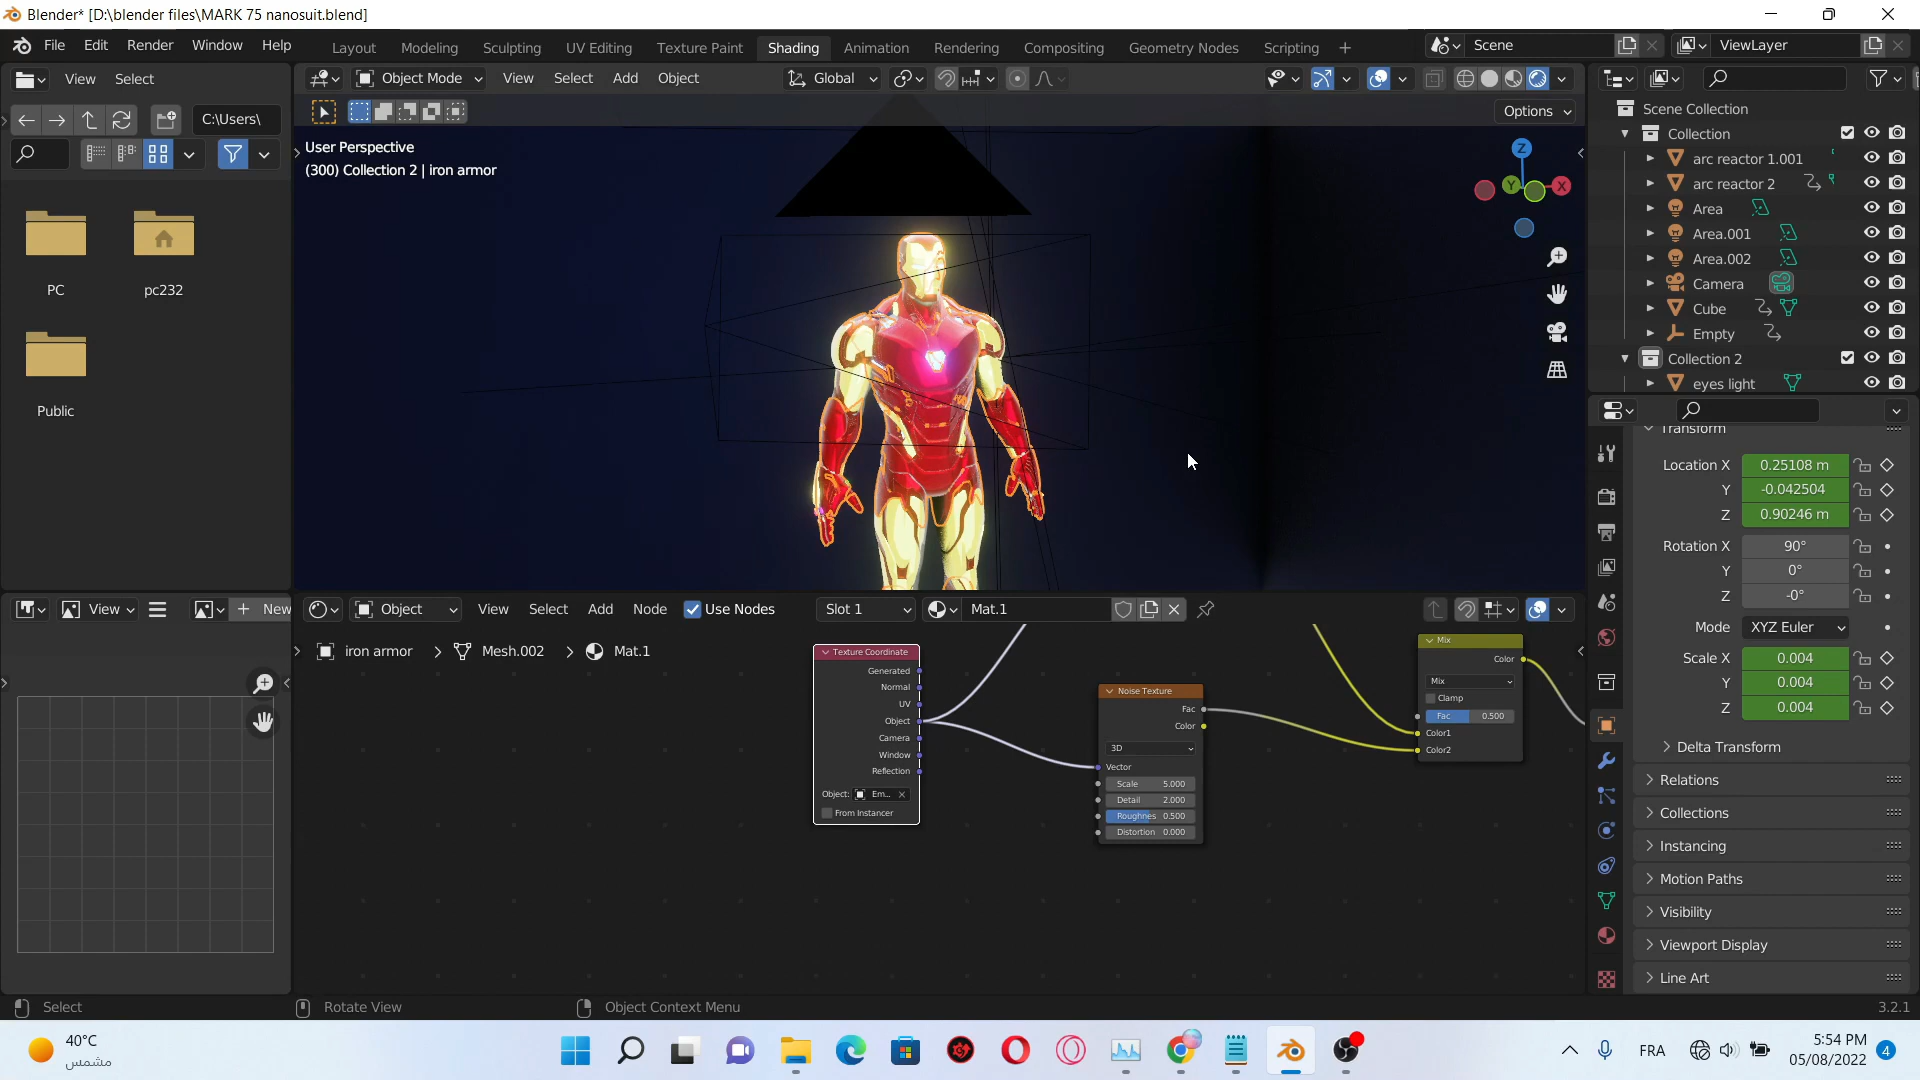 Blender* [D:\blender files\MARK 75 nanosuit.blend]
File Edit Render Window Help
Layout Modeling Sculpting UV Editing Texture Paint Shading Animation Rendering Compositing Geometry Nodes Scripting +
Scene
ViewLayer
View Select
Object Mode View Select Add Object
Global
C:\Users\
Options
PC
pc232
Public
User Perspective
(300) Collection 2 | iron armor
Z
Y
X
Scene Collection
Collection
arc reactor 1.001
arc reactor 2
Area
Area.001
Area.002
Camera
Cube
Empty
Collection 2
eyes light
Transform
Location X 0.25108 m
Y -0.042504
Z 0.90246 m
Rotation X 90°
Y 0°
Z -0°
Mode XYZ Euler
Scale X 0.004
Y 0.004
Z 0.004
Delta Transform
Relations
Collections
Instancing
Motion Paths
Visibility
Viewport Display
Line Art
View
New
Object View Select Add Node Use Nodes Slot 1 Mat.1
iron armor > Mesh.002 > Mat.1
Texture Coordinate
Generated
Normal
UV
Object
Camera
Window
Reflection
Object: Em...
From Instancer
Noise Texture
Fac
Color
3D
Vector
Scale 5.000
Detail 2.000
Roughnes 0.500
Distortion 0.000
Mix
Color
Mix
Clamp
Fac 0.500
Color1
Color2
Select
Rotate View
Object Context Menu
3.2.1
40°C
مشمس
FRA
5:54 PM
05/08/2022
4